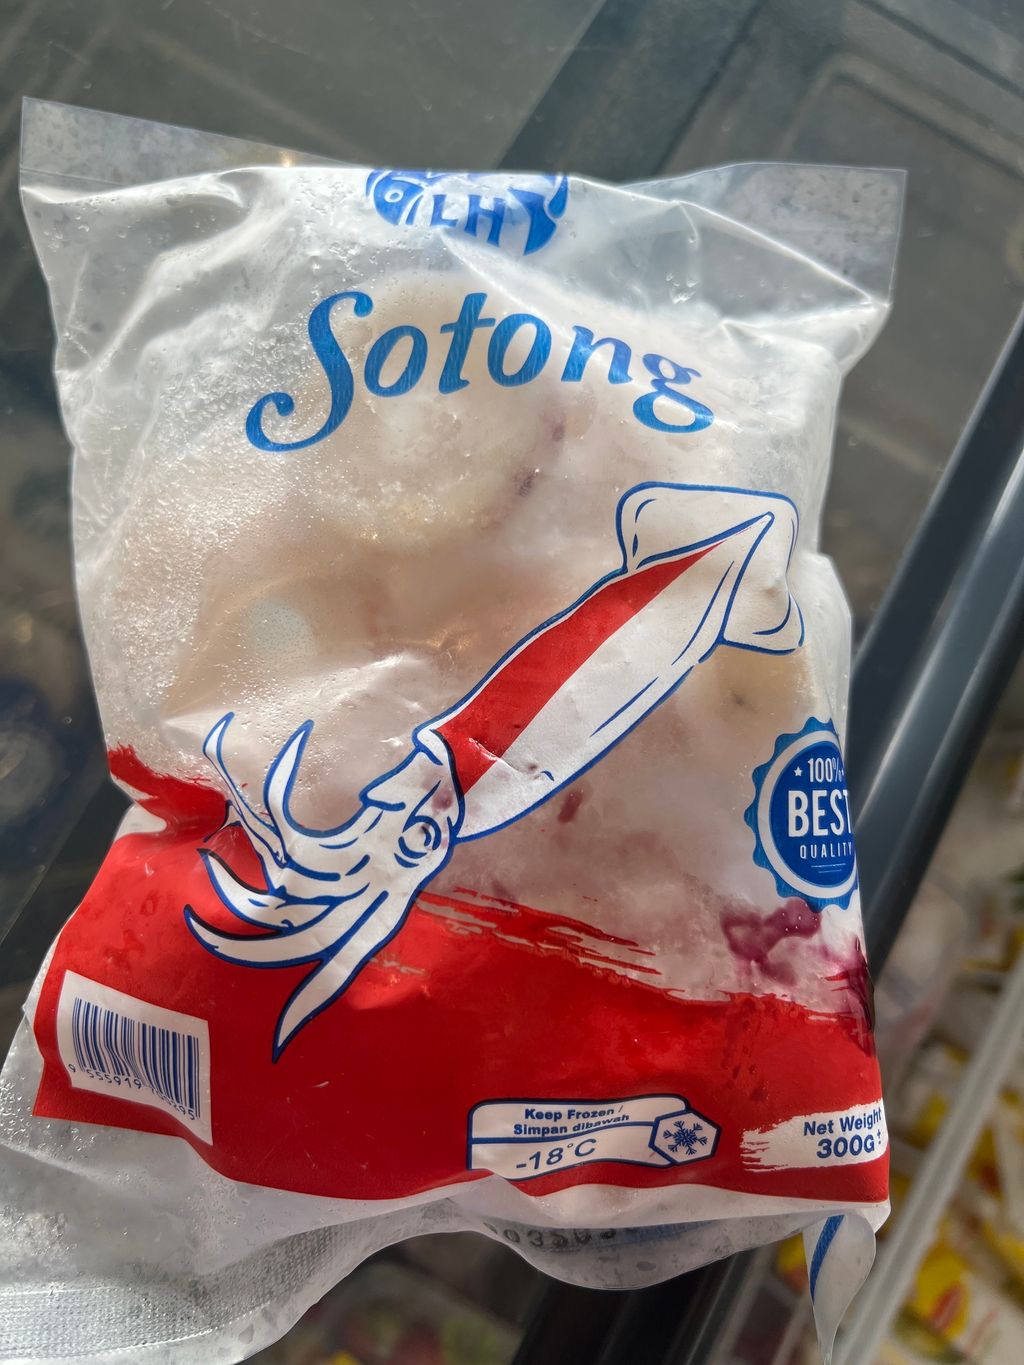 LH
Sotong
100%
BEST
QUALITY
Keep Frozen /
Simpan dibawah
-18°C
Net Weight
300G±